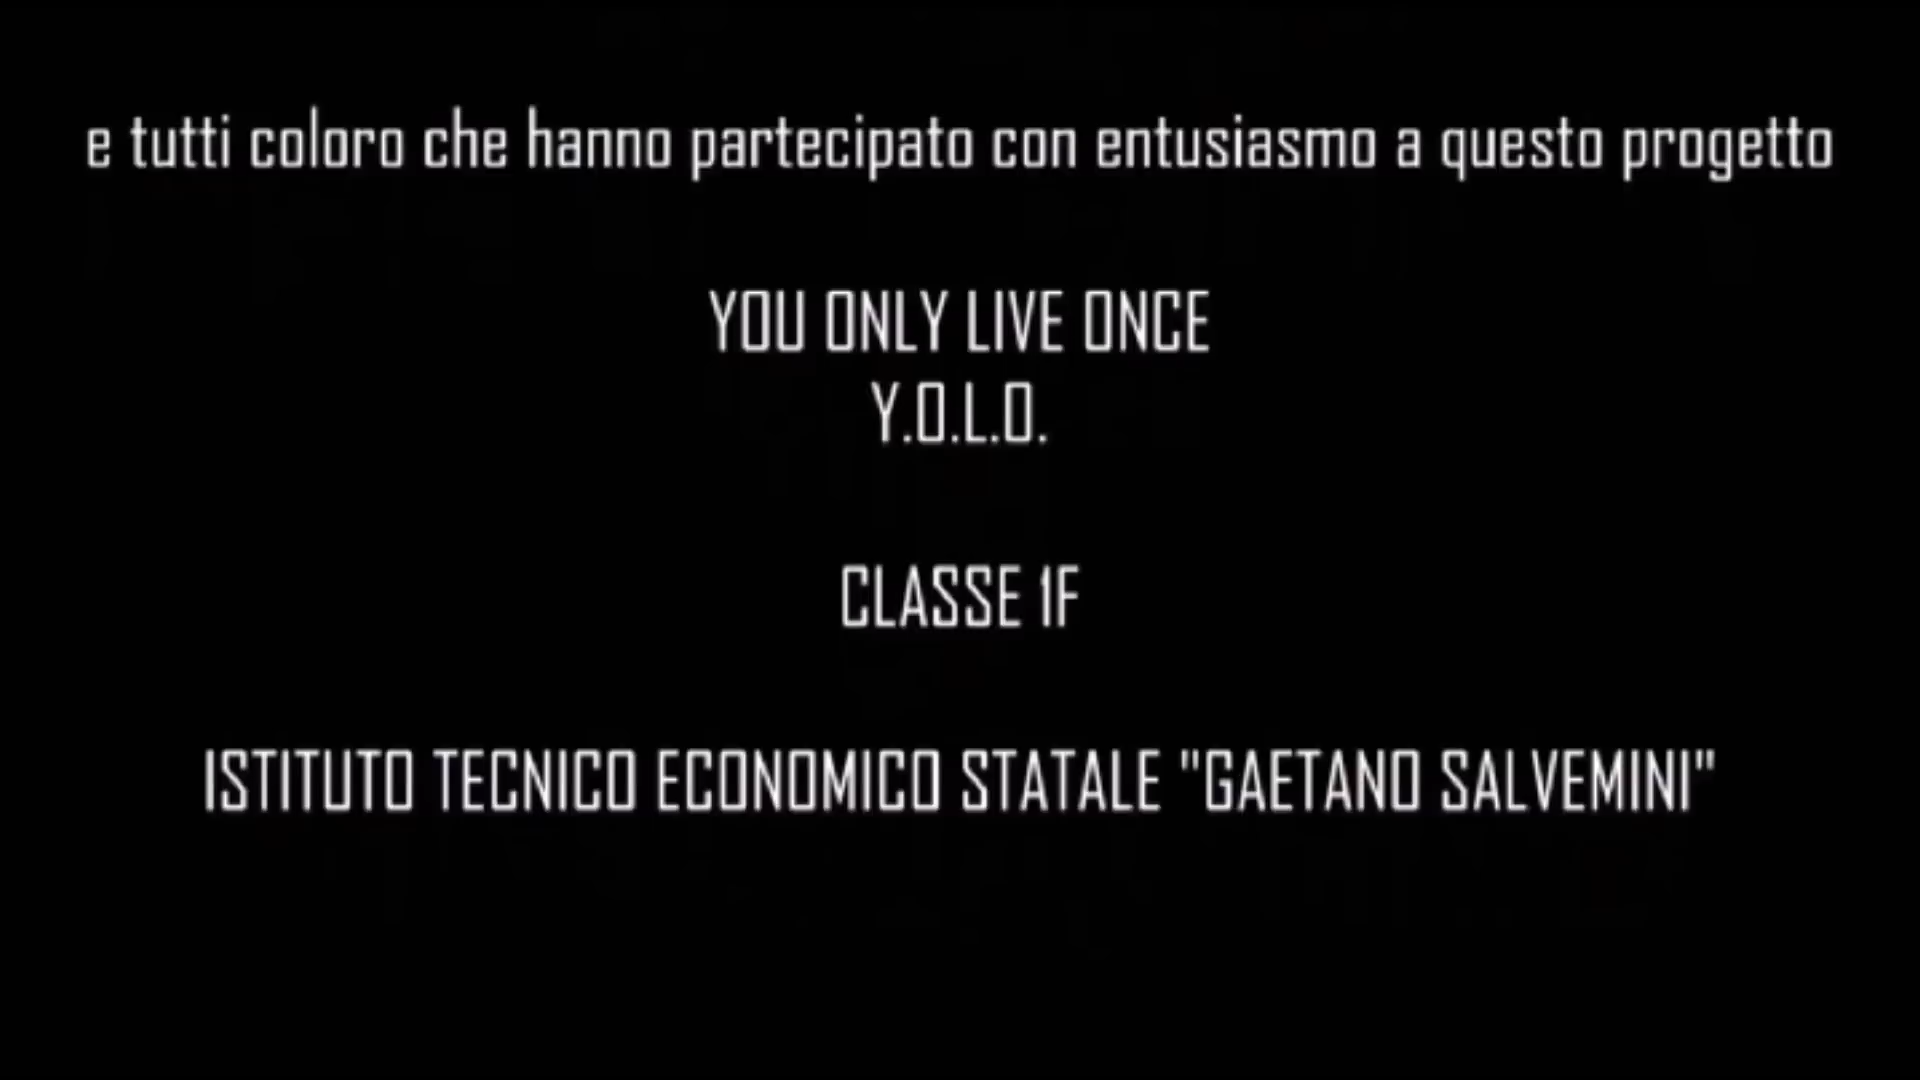 e tutti coloro che hanno partecipato con entusiasmo a questo progetto
YOU ONLY LIVE ONCE
Y.O.L.O.
CLASSE 1F
ISTITUTO TECNICO ECONOMICO STATALE "GAETANO SALVEMINI"